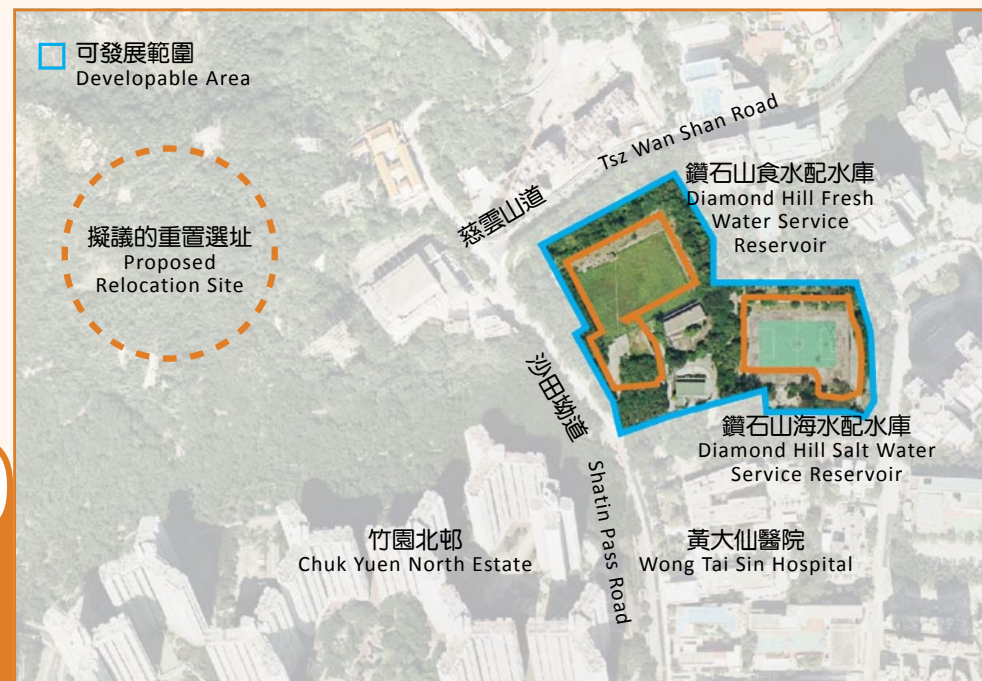 可發展範圍
Developable Area
Tsz Wan Shan Road
慈雲山道
鑽石山食水配水庫
Diamond Hill Fresh
Water Service
Reservoir
擬議的重置選址
Proposed
Relocation Site
沙田坳道
Shatin Pass Road
鑽石山海水配水庫
Diamond Hill Salt Water
Service Reservoir
竹園北邨
Chuk Yuen North Estate
黃大仙醫院
Wong Tai Sin Hospital